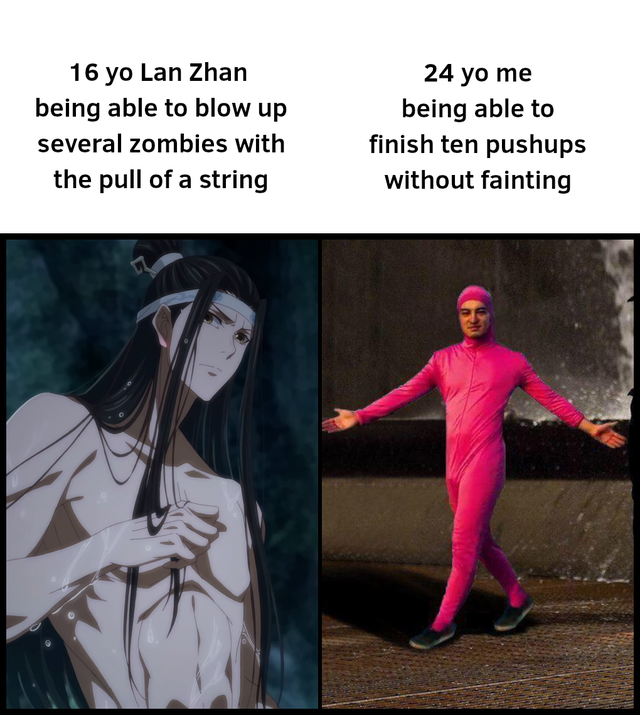 16 yo Lan Zhan
being able to blow up
several zombies with
the pull of a string
24 yo me
being able to
finish ten pushups
without fainting